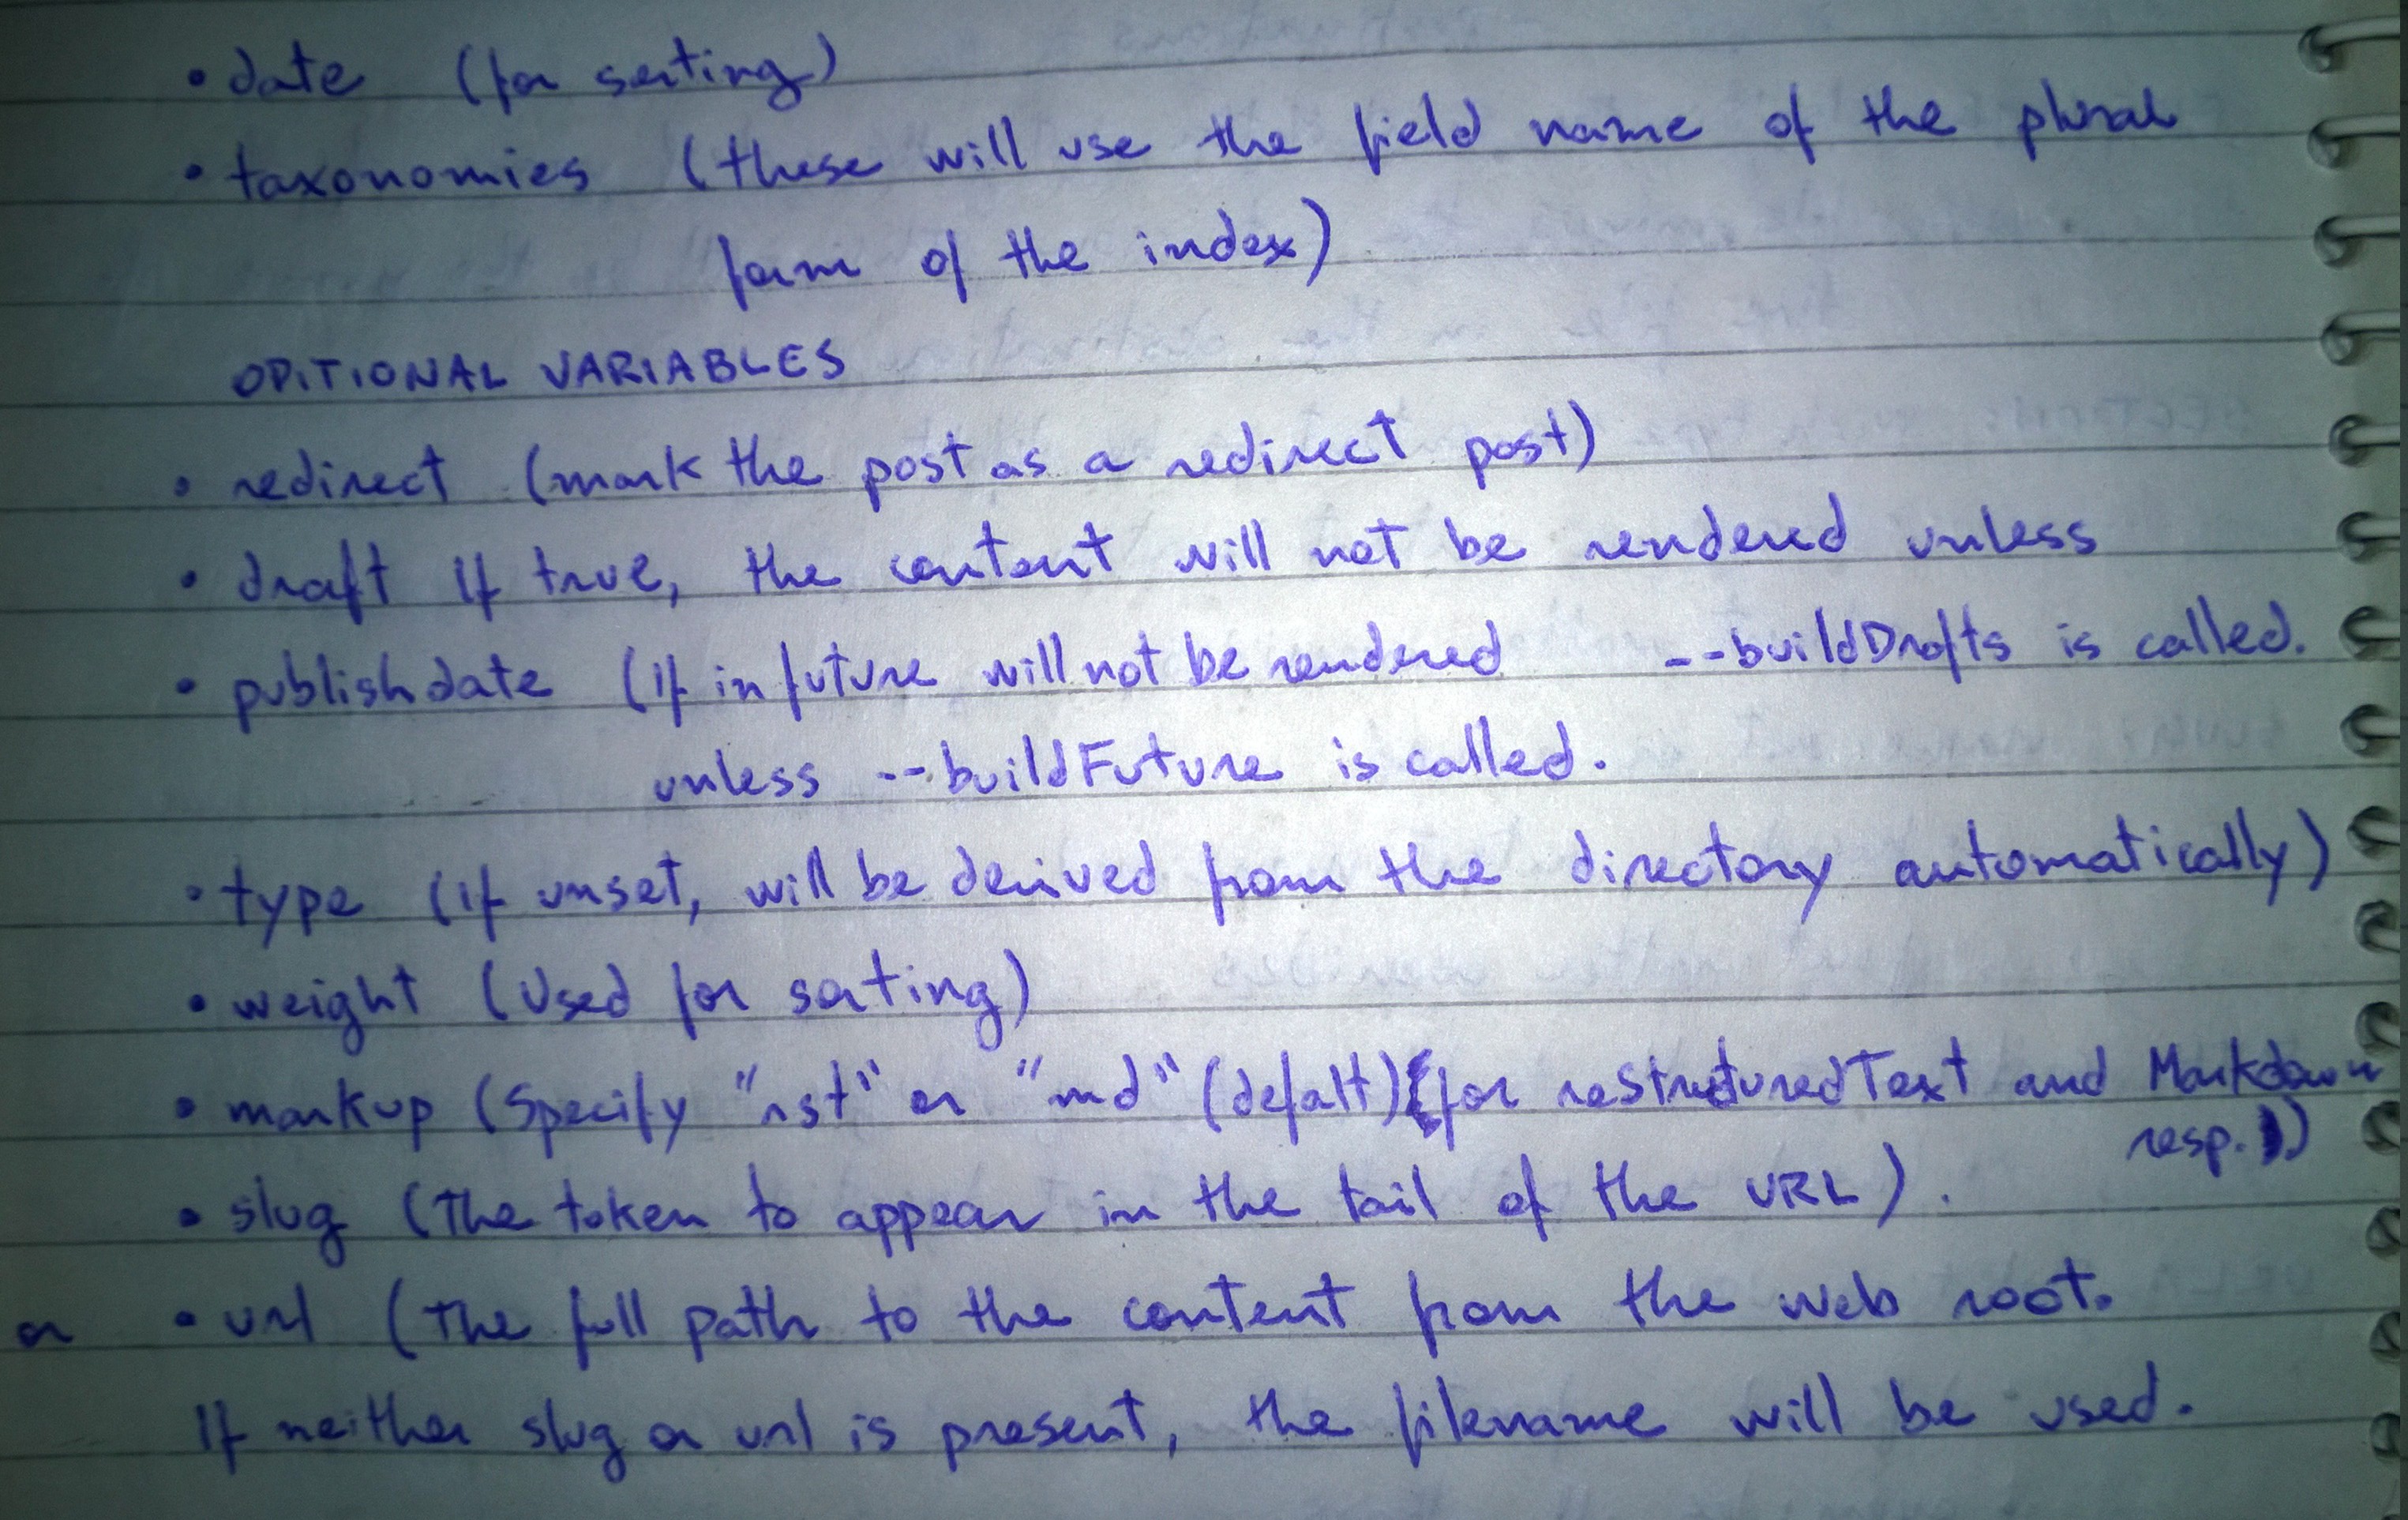 • date (for sorting)
• taxonomies (these will use the field name of the plural
form of the index)
OPITIONAL VARIABLES
• redirect (mark the post as a redirect post)
• draft If true, the content will not be rendered unless
--buildDrafts is called.
• publishdate (If in future will not be rendered
unless --buildFuture is called.
• type (If unset, will be derived from the directory automatically)
• weight (Used for sorting)
• markup (Specify "rst" or "md" (defalt) (for restructuredText and Markdown
resp.))
• slug (The token to appear in the tail of the URL).
or • url (The full path to the content from the web root.
If neither slug or url is present, the filename will be used.